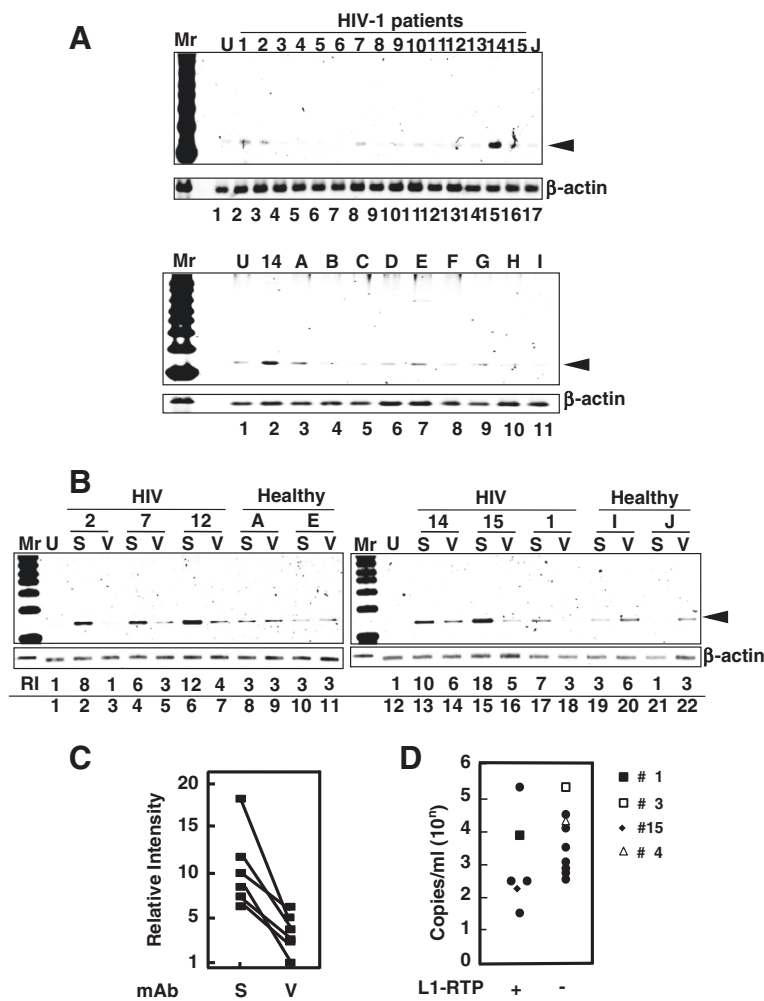 A
HIV-1 patients
Mr U 1 2 3 4 5 6 7 8 9 10 11 12 13 14 15 J
β-actin
1 2 3 4 5 6 7 8 9 10 11 12 13 14 15 16 17
Mr U 14 A B C D E F G H I
β-actin
1 2 3 4 5 6 7 8 9 10 11
B
HIV Healthy HIV Healthy
2 7 12 A E 14 15 1 I J
Mr U S V S V S V S V S V Mr U S V S V S V S V S V
β-actin
RI 1 8 1 6 3 12 4 3 3 3 3 1 10 6 18 5 7 3 3 6 1 3
1 2 3 4 5 6 7 8 9 10 11 12 13 14 15 16 17 18 19 20 21 22
C
Relative Intensity
20
15
10
5
1
mAb S V
D
Copies/ml (10ⁿ)
6
5
4
3
2
1
0
L1-RTP + -
# 1
# 3
#15
# 4